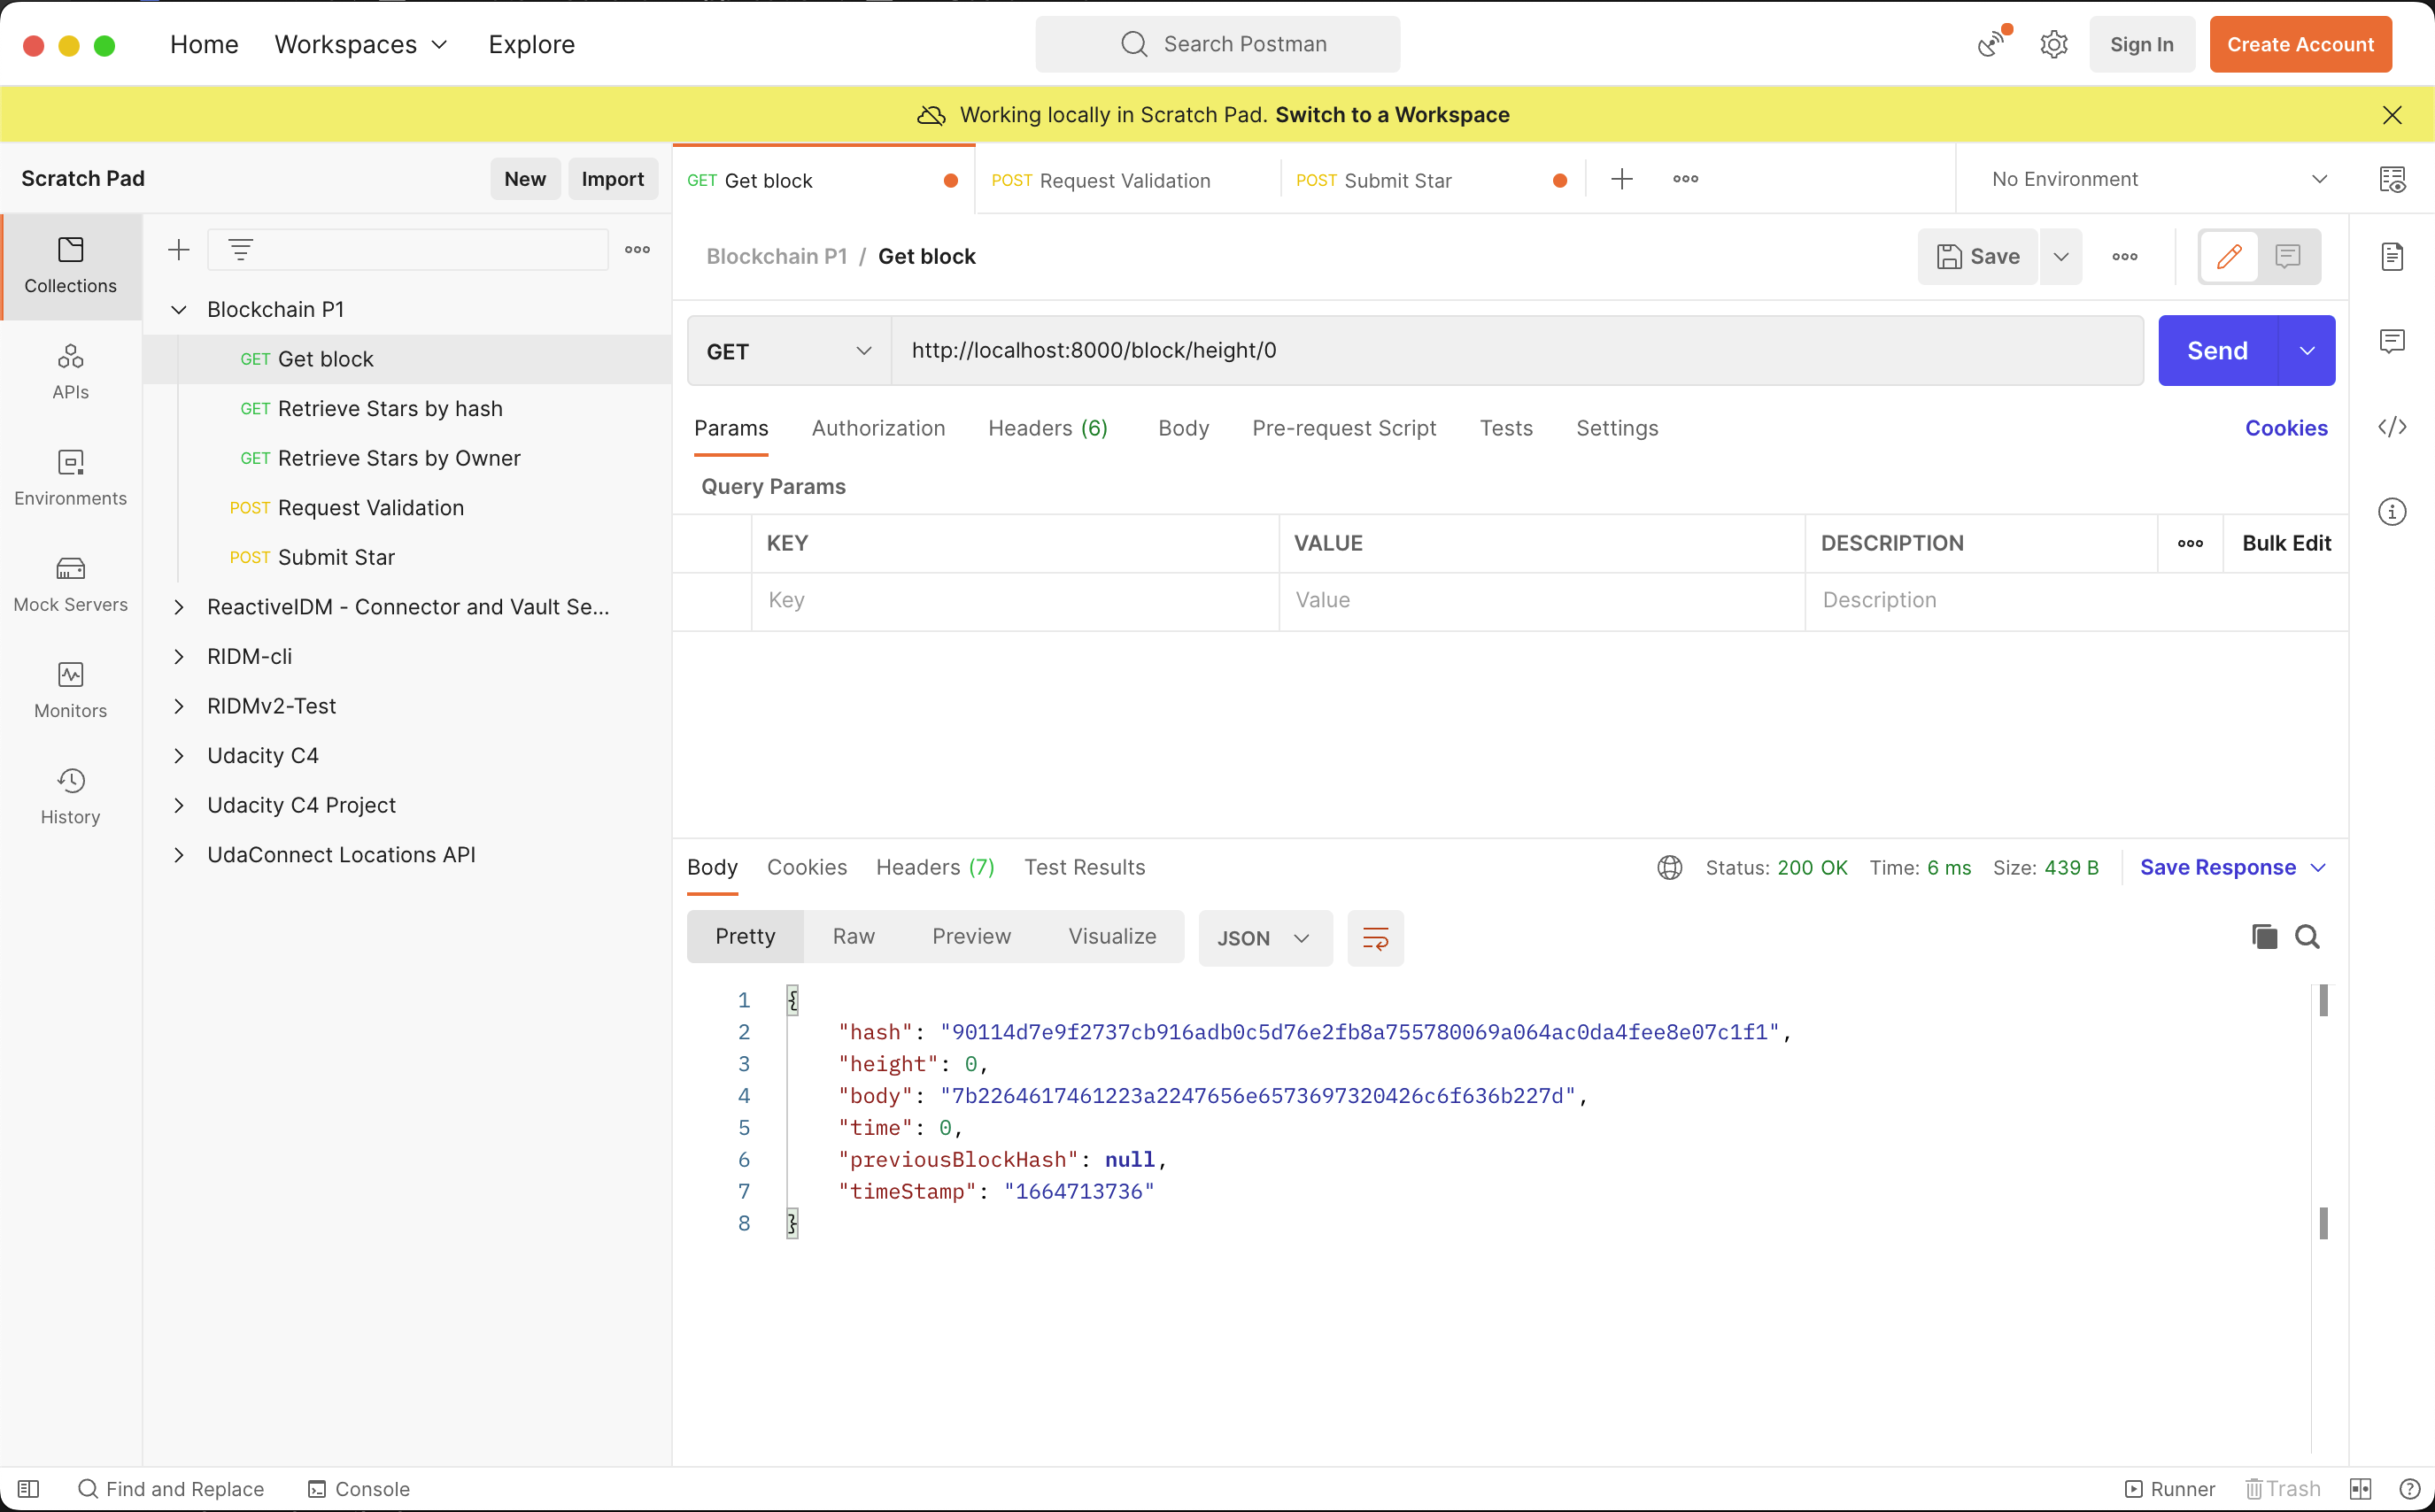 Home Workspaces Explore Search Postman Sign In Create Account
Working locally in Scratch Pad. Switch to a Workspace
Scratch Pad New Import
GET Get block POST Request Validation POST Submit Star No Environment
Collections
APIs
Environments
Mock Servers
Monitors
History
Blockchain P1
GET Get block
GET Retrieve Stars by hash
GET Retrieve Stars by Owner
POST Request Validation
POST Submit Star
ReactiveIDM - Connector and Vault Se...
RIDM-cli
RIDMv2-Test
Udacity C4
Udacity C4 Project
UdaConnect Locations API
Blockchain P1 / Get block Save
GET http://localhost:8000/block/height/0 Send
Params Authorization Headers (6) Body Pre-request Script Tests Settings Cookies
Query Params
KEY VALUE DESCRIPTION Bulk Edit
Key Value Description
Body Cookies Headers (7) Test Results Status: 200 OK Time: 6 ms Size: 439 B Save Response
Pretty Raw Preview Visualize JSON
1 {
2 "hash": "90114d7e9f2737cb916adb0c5d76e2fb8a755780069a064ac0da4fee8e07c1f1",
3 "height": 0,
4 "body": "7b2264617461223a2247656e6573697320426c6f636b227d",
5 "time": 0,
6 "previousBlockHash": null,
7 "timeStamp": "1664713736"
8 }
Find and Replace Console Runner Trash